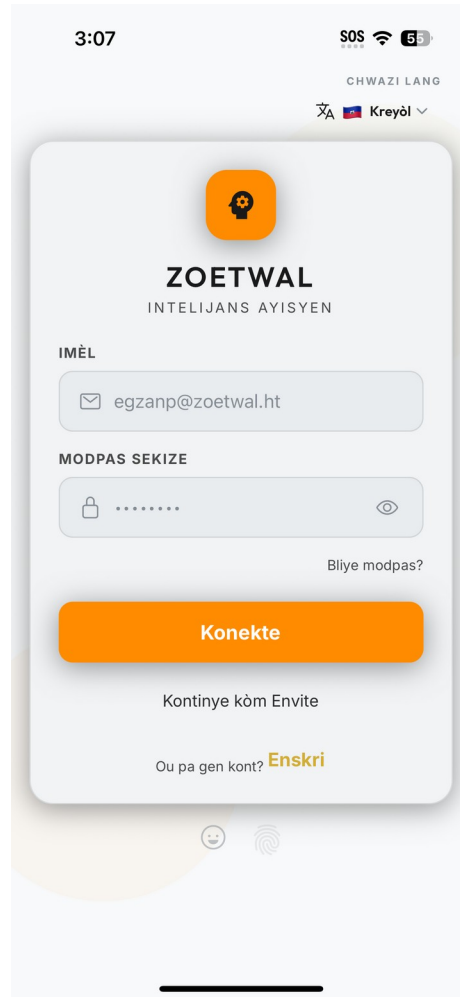 3:07
SOS
55
CHWAZI LANG
Kreyòl
ZOETWAL
INTELIJANS AYISYEN
IMÈL
egzanp@zoetwal.ht
MODPAS SEKIZE
Bliye modpas?
Konekte
Kontinye kòm Envite
Ou pa gen kont? Enskri